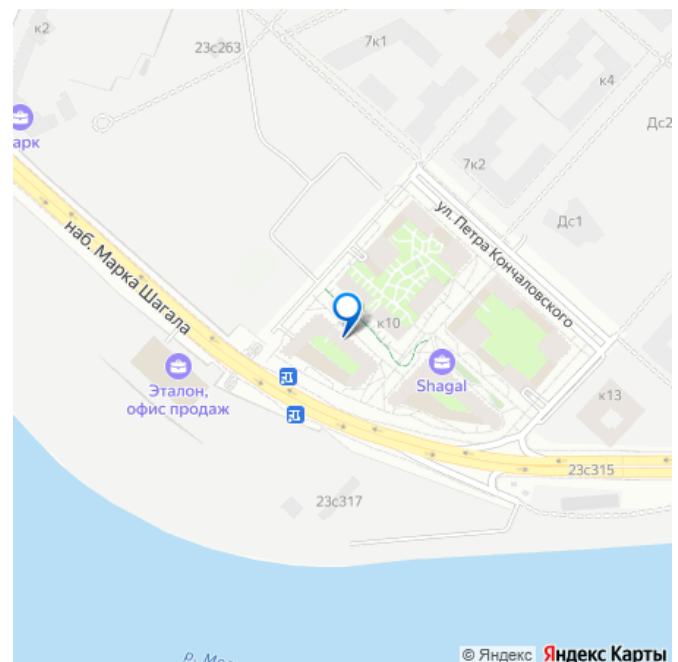 к2
23с263
7к1
к4
Дс2
арк
7к2
Дс1
ул. Петра Кончаловского
наб. Марка Шагала
к10
Shagal
Эталон,
офис продаж
к13
23с315
23с317
© Яндекс Яндекс Карты